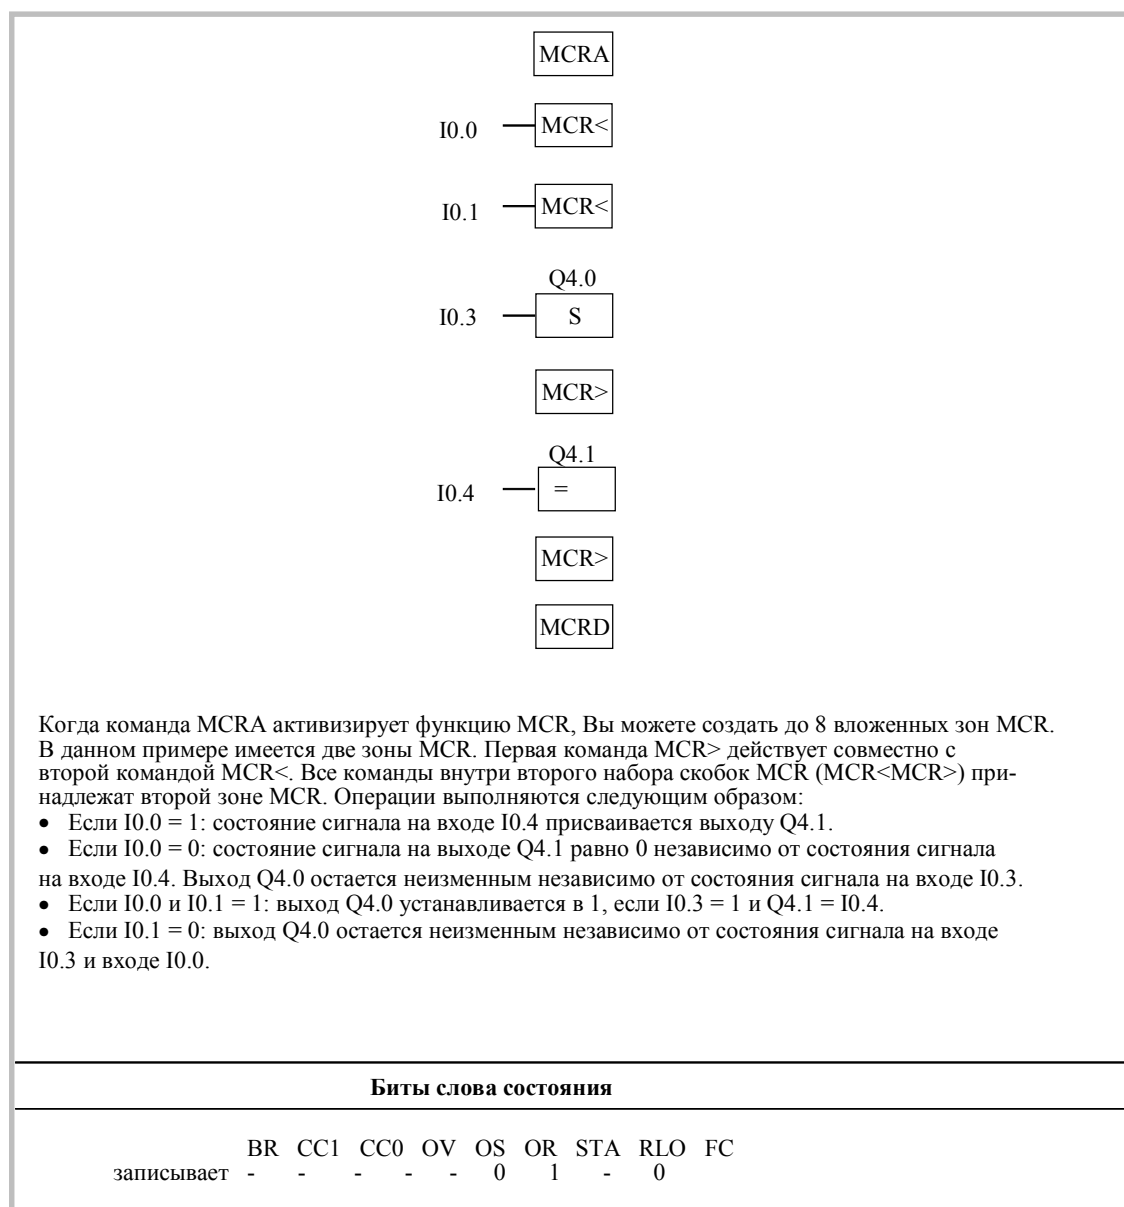 MCRA
I0.0 MCR<
I0.1 MCR<
Q4.0
I0.3 S
MCR>
Q4.1
I0.4 =
MCR>
MCRD
Когда команда MCRA активизирует функцию MCR, Вы можете создать до 8 вложенных зон MCR.
В данном примере имеется две зоны MCR. Первая команда MCR> действует совместно с
второй командой MCR<. Все команды внутри второго набора скобок MCR (MCR<MCR>) при-
надлежат второй зоне MCR. Операции выполняются следующим образом:
• Если I0.0 = 1: состояние сигнала на входе I0.4 присваивается выходу Q4.1.
• Если I0.0 = 0: состояние сигнала на выходе Q4.1 равно 0 независимо от состояния сигнала
на входе I0.4. Выход Q4.0 остается неизменным независимо от состояния сигнала на входе I0.3.
• Если I0.0 и I0.1 = 1: выход Q4.0 устанавливается в 1, если I0.3 = 1 и Q4.1 = I0.4.
• Если I0.1 = 0: выход Q4.0 остается неизменным независимо от состояния сигнала на входе
I0.3 и входе I0.0.
Биты слова состояния
BR CC1 CC0 OV OS OR STA RLO FC
записывает - - - - - 0 1 - 0